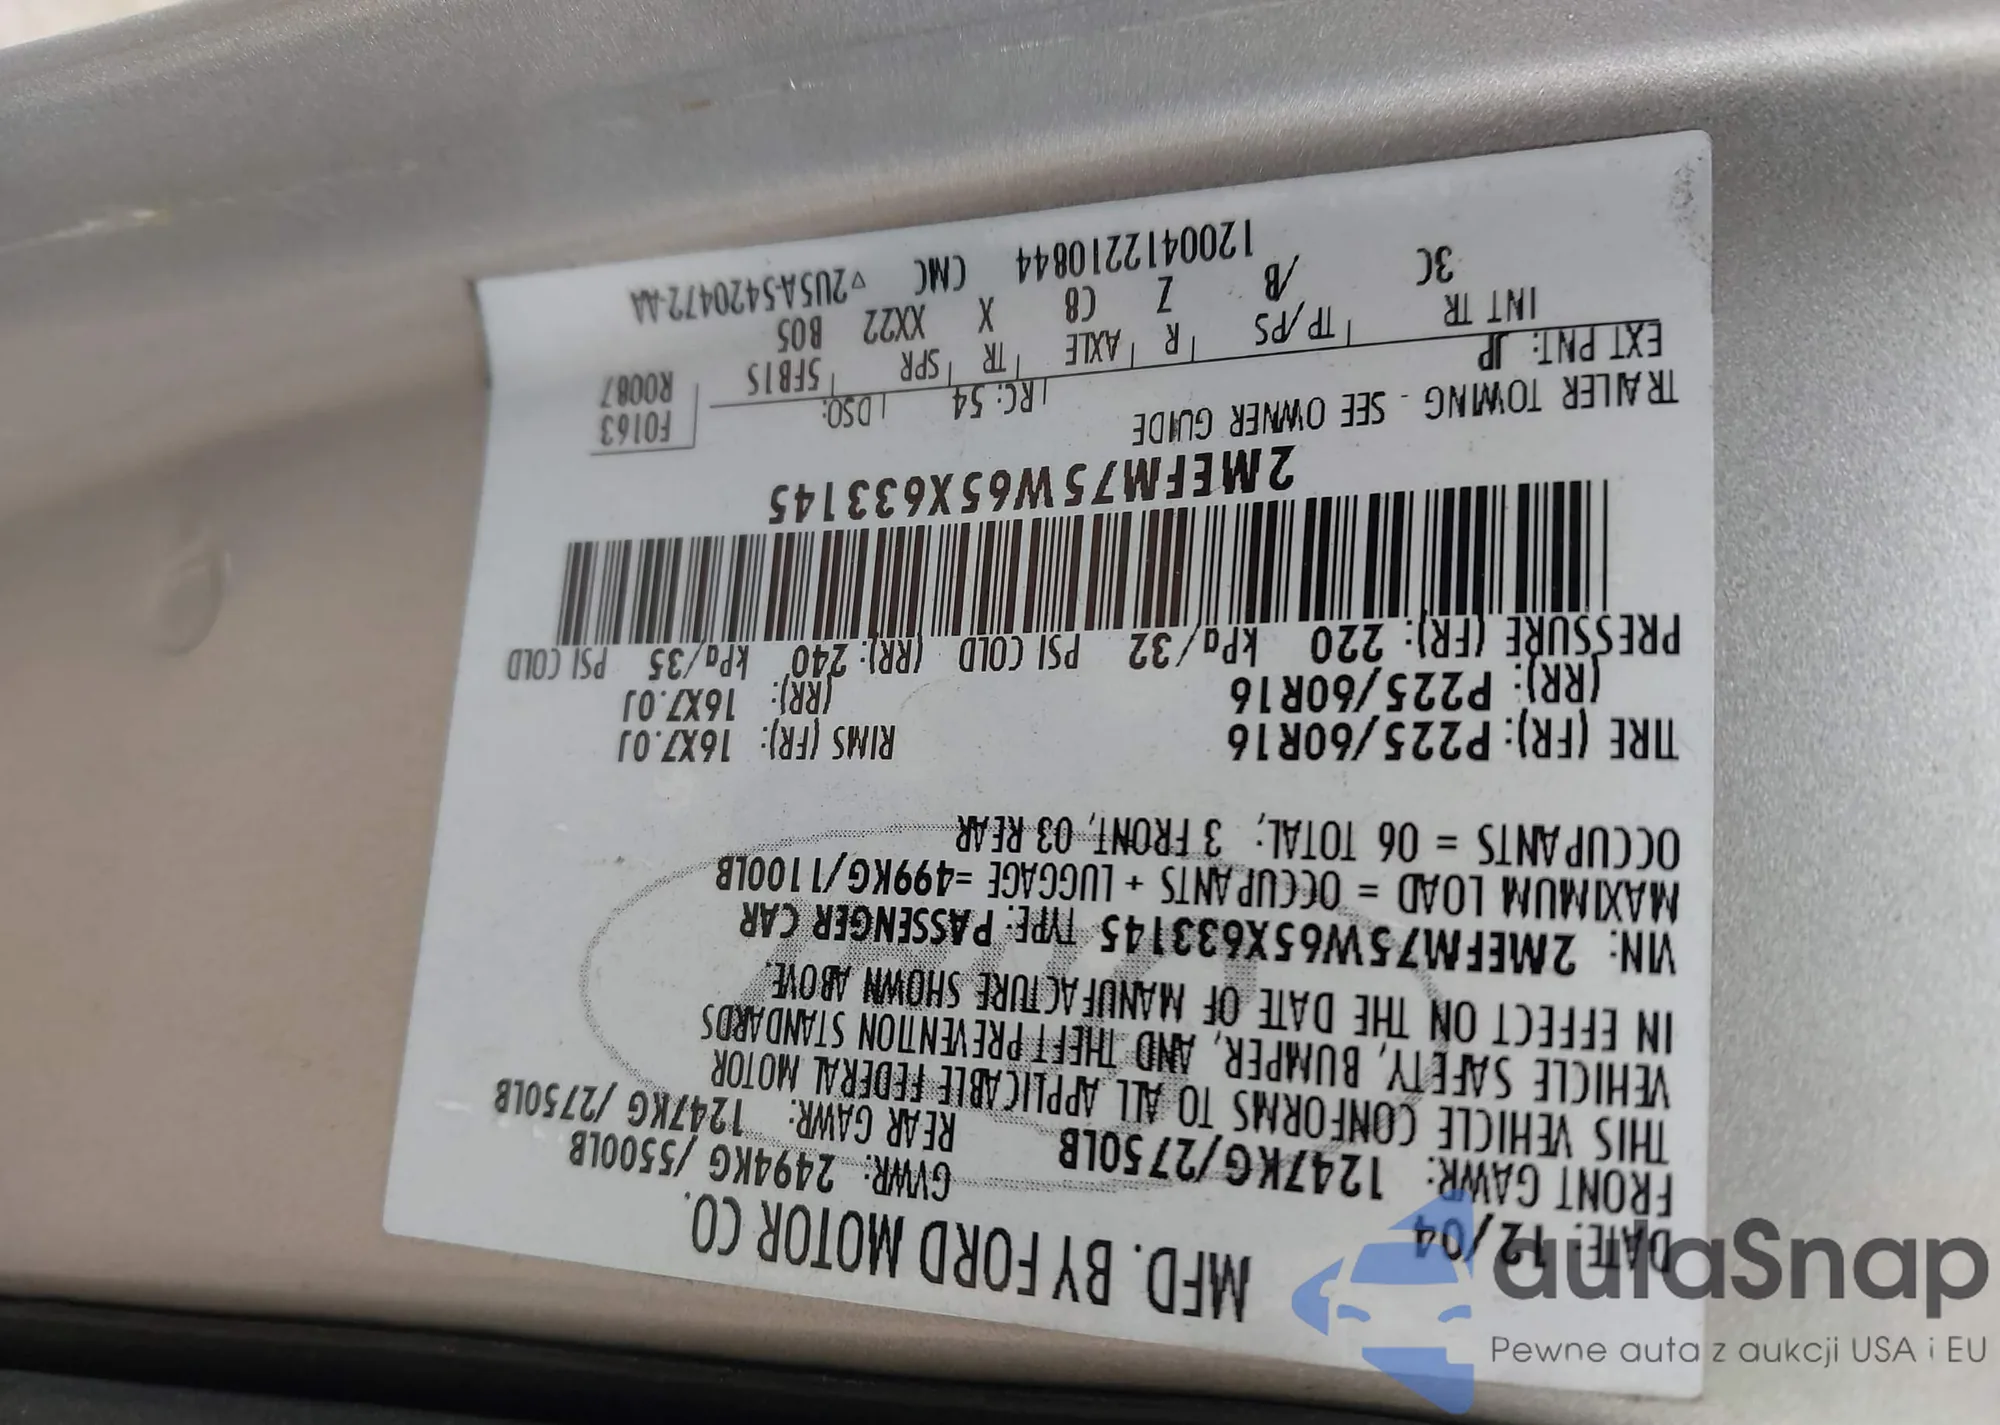 MFD. BY FORD MOTOR CO.
DATE: 12/04 GVWR: 2494KG /5500LB
FRONT GAWR: 1247KG/2750LB REAR GAWR: 1247KG /2750LB
THIS VEHICLE CONFORMS TO ALL APPLICABLE FEDERAL MOTOR
VEHICLE SAFETY, BUMPER, AND THEFT PREVENTION STANDARDS
IN EFFECT ON THE DATE OF MANUFACTURE SHOWN ABOVE.
VIN: 2MEFM75W65X633145 TYPE: PASSENGER CAR
MAXIMUM LOAD = OCCUPANTS + LUGGAGE =499KG/1100LB
OCCUPANTS = 06 TOTAL, 3 FRONT, 03 REAR
TIRE (FR): P225/60R16 RIMS (FR): 16X7.0J
(RR): P225/60R16 (RR): 16X7.0J
PRESSURE (FR): 220 kPa/32 PSI COLD (RR): 240 kPa/35 PSI COLD
2MEFM75W65X633145
TRAILER TOWING - SEE OWNER GUIDE
F0163
EXT PNT: JP RC: 54 DSO: R0087
INT TR TP/PS R AXLE TR SPR 5FB1S
3C /B Z C8 X XX22 B05
1200412210844 CMC ▽2U5A-5420472-AA
autaSnap
Pewne auta z aukcji USA i EU